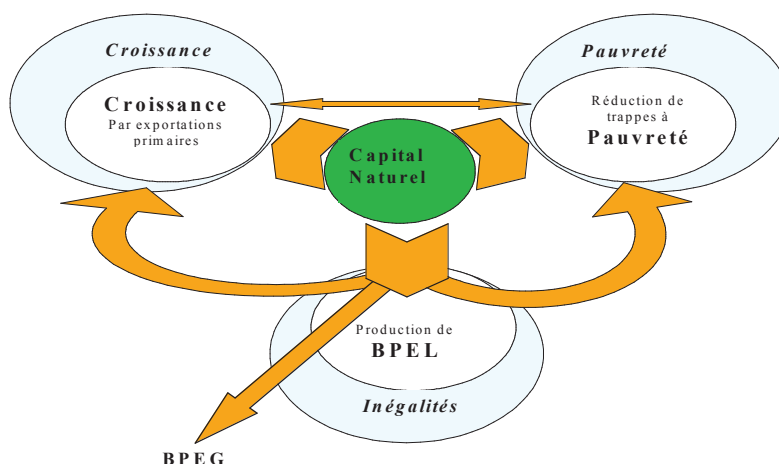 Croissance
Croissance
Par exportations
primaires
Pauvreté
Réduction de
trappes à
Pauvreté
Capital
Naturel
Production de
BPEL
Inégalités
BPEG